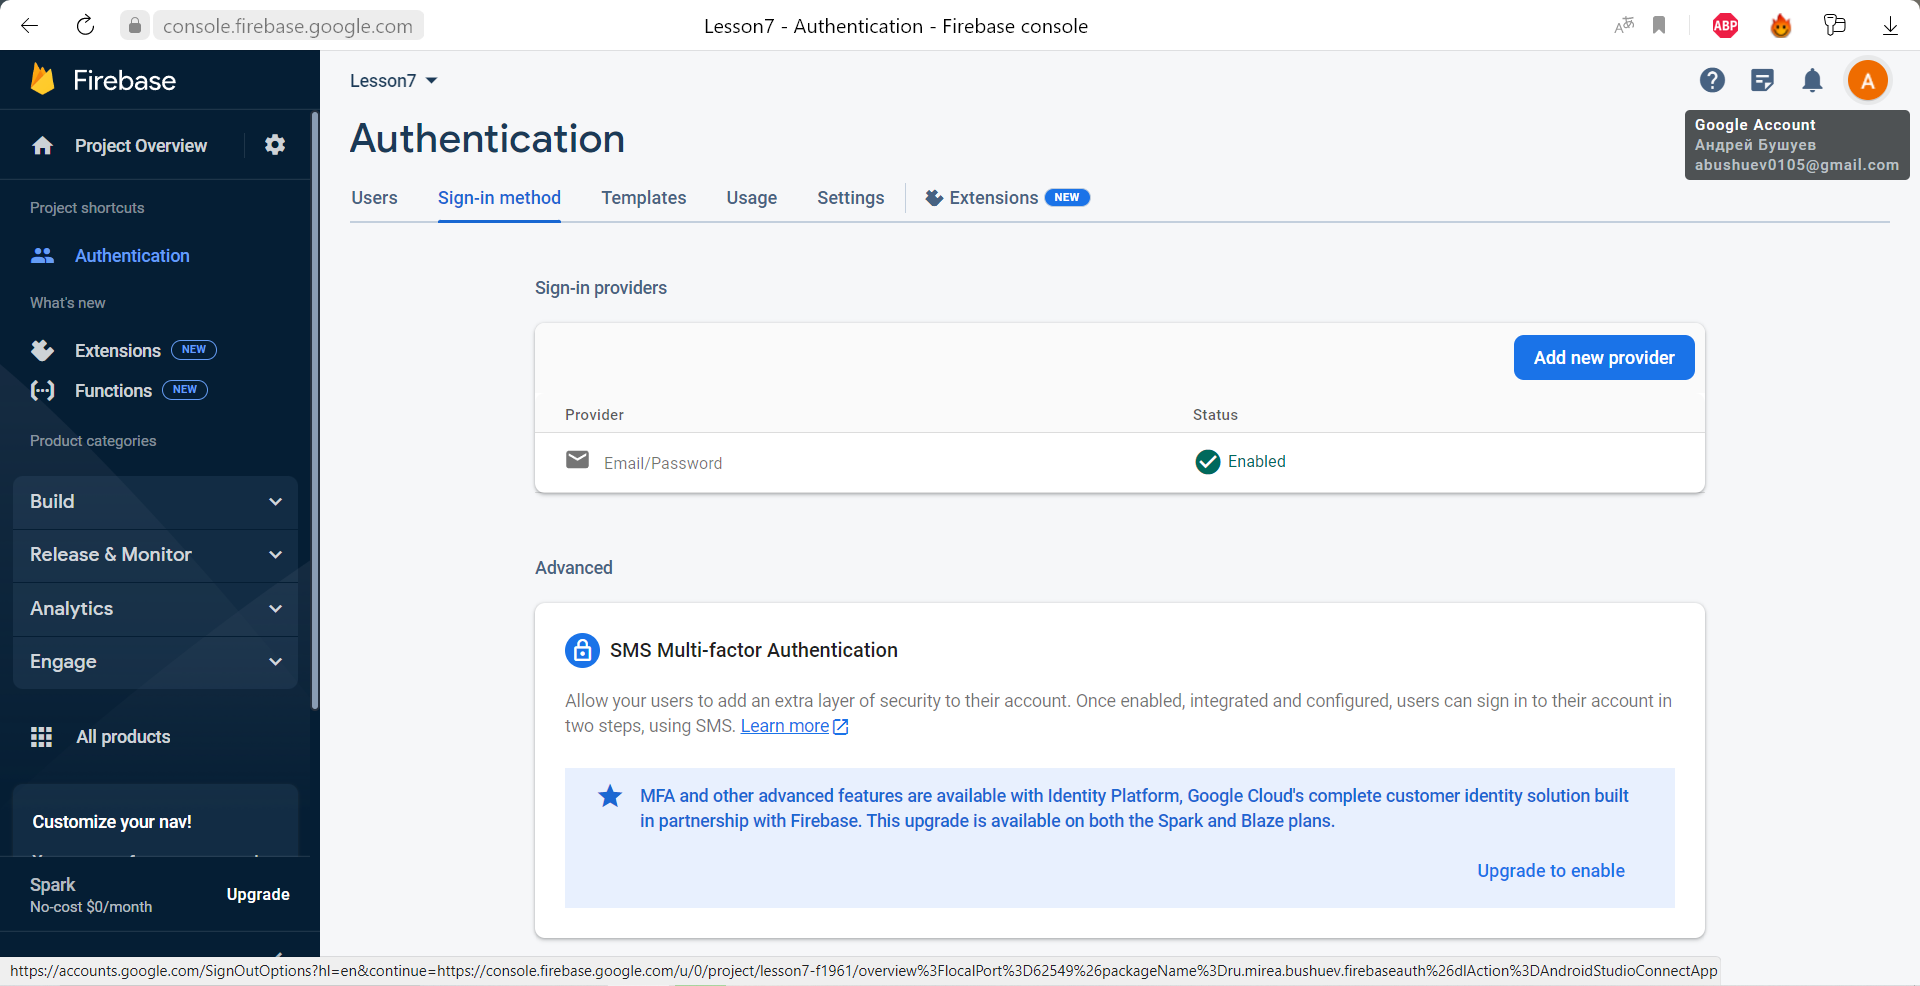 console.firebase.google.com
Lesson7 - Authentication - Firebase console
ABP
Firebase
Project Overview
Project shortcuts
Authentication
What's new
Extensions NEW
Functions NEW
Product categories
Build
Release & Monitor
Analytics
Engage
All products
Customize your nav!
Spark
No-cost $0/month
Upgrade
Lesson7
A
Google Account
Андрей Бушуев
abushuev0105@gmail.com
Authentication
Users Sign-in method Templates Usage Settings Extensions NEW
Sign-in providers
Add new provider
Provider Status
Email/Password Enabled
Advanced
SMS Multi-factor Authentication
Allow your users to add an extra layer of security to their account. Once enabled, integrated and configured, users can sign in to their account in
two steps, using SMS. Learn more
MFA and other advanced features are available with Identity Platform, Google Cloud's complete customer identity solution built
in partnership with Firebase. This upgrade is available on both the Spark and Blaze plans.
Upgrade to enable
https://accounts.google.com/SignOutOptions?hl=en&continue=https://console.firebase.google.com/u/0/project/lesson7-f1961/overview%3FlocalPort%3D62549%26packageName%3Dru.mirea.bushuev.firebaseauth%26dlAction%3DAndroidStudioConnectApp